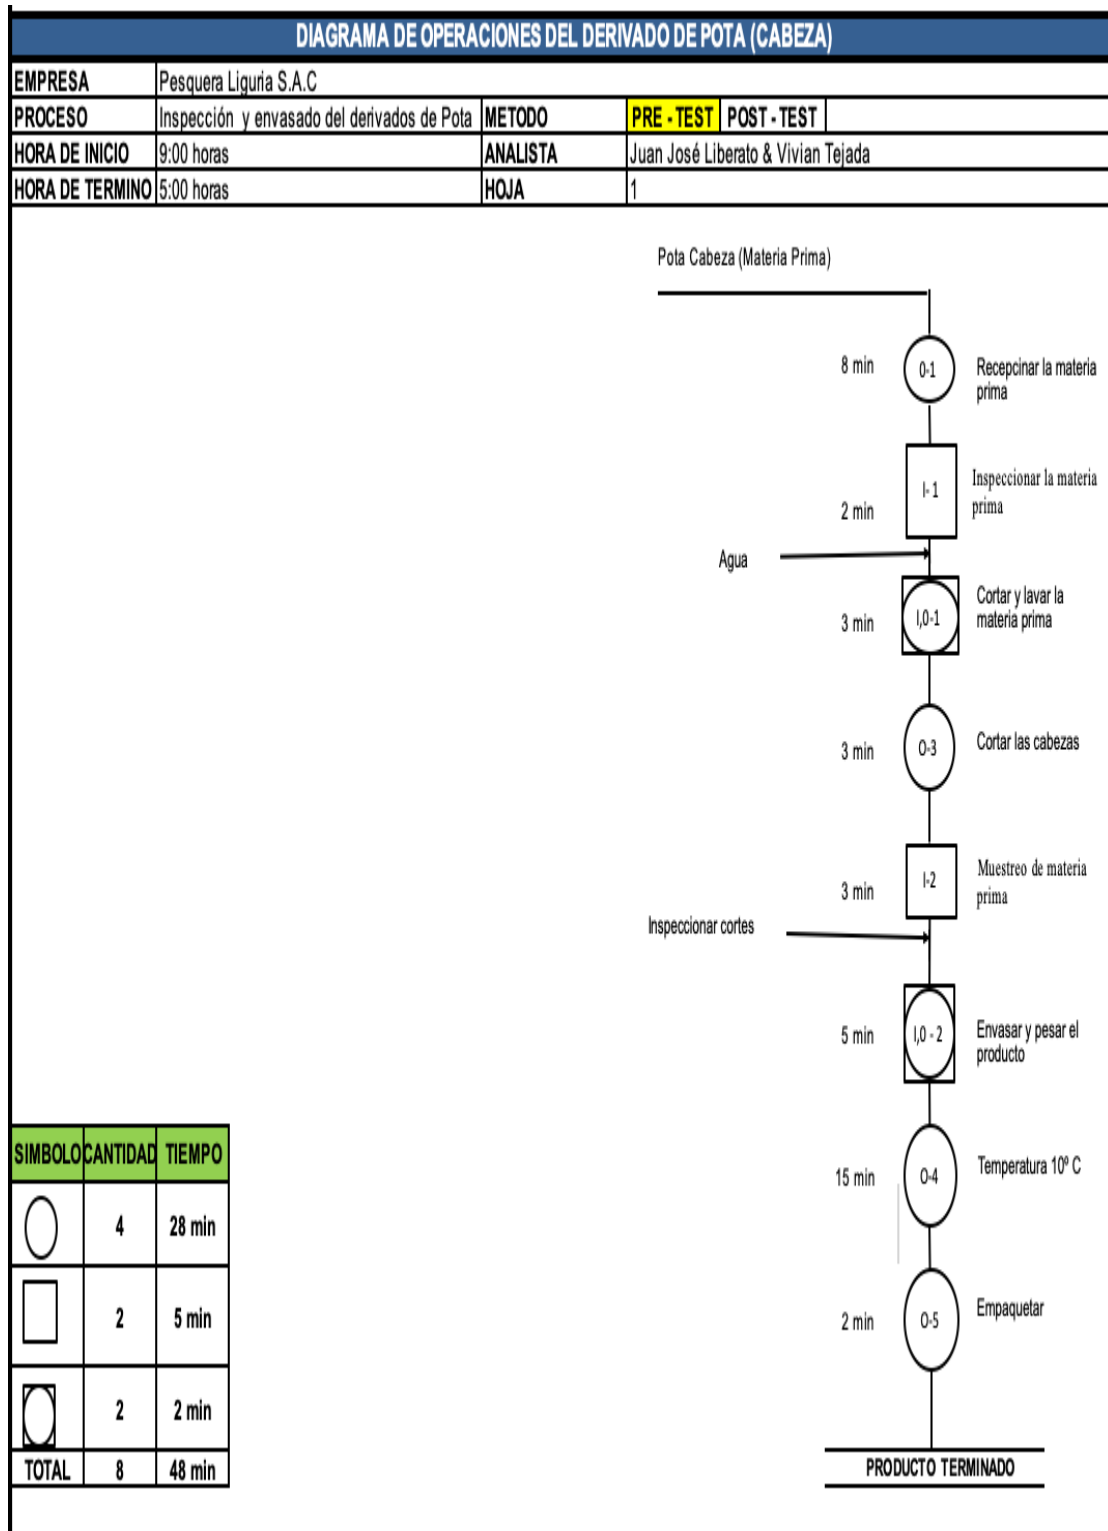 DIAGRAMA DE OPERACIONES DEL DERIVADO DE POTA (CABEZA)
EMPRESA Pesquera Liguria S.A.C
PROCESO Inspección y envasado del derivados de Pota METODO PRE - TEST POST - TEST
HORA DE INICIO 9:00 horas ANALISTA Juan José Liberato & Vivian Tejada
HORA DE TERMINO 5:00 horas HOJA 1
Pota Cabeza (Materia Prima)
8 min 0-1 Recepcinar la materia
prima
I- 1 Inspeccionar la materia
2 min prima
Agua
3 min I,0-1 Cortar y lavar la
materia prima
3 min O-3 Cortar las cabezas
3 min I-2 Muestreo de materia
prima
Inspeccionar cortes
5 min I,0 - 2 Envasar y pesar el
producto
15 min O-4 Temperatura 10º C
2 min O-5 Empaquetar
PRODUCTO TERMINADO
SIMBOLO CANTIDAD TIEMPO
4 28 min
2 5 min
2 2 min
TOTAL 8 48 min